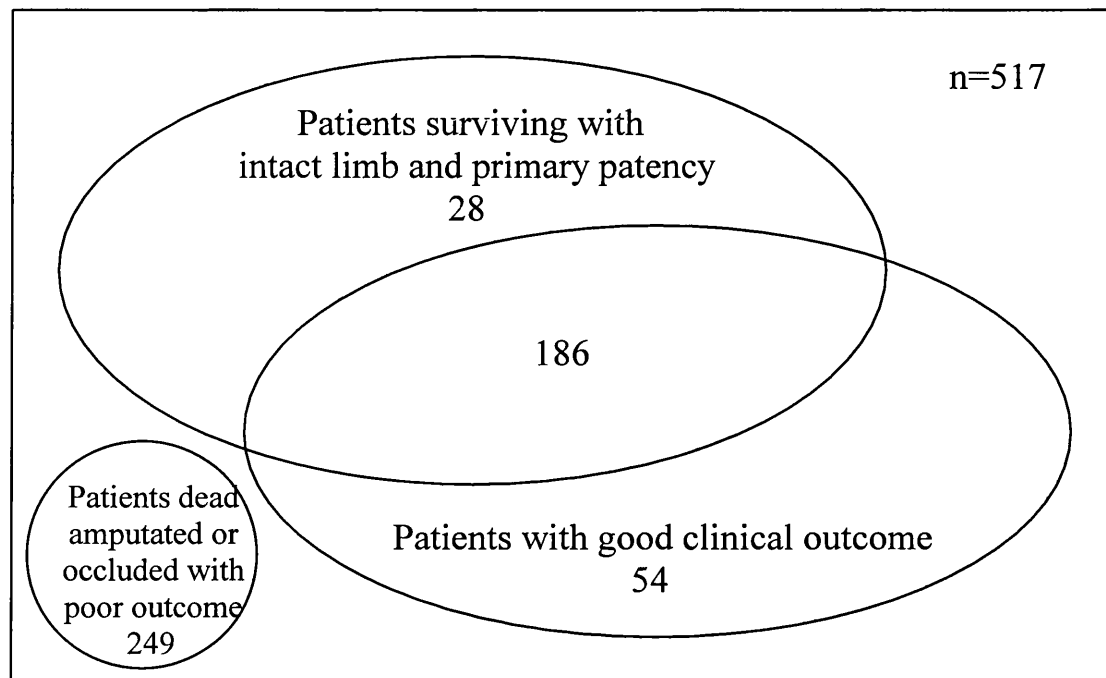 n=517
Patients surviving with
intact limb and primary patency
28
186
Patients with good clinical outcome
54
Patients dead
amputated or
occluded with
poor outcome
249